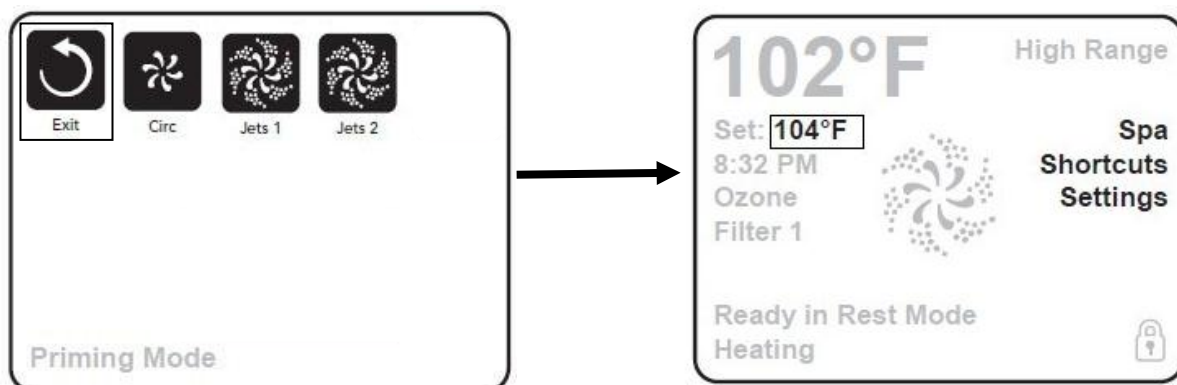 Exit
Circ
Jets 1
Jets 2
Priming Mode
102°F
High Range
Set: 104°F
8:32 PM
Ozone
Filter 1
Spa
Shortcuts
Settings
Ready in Rest Mode
Heating